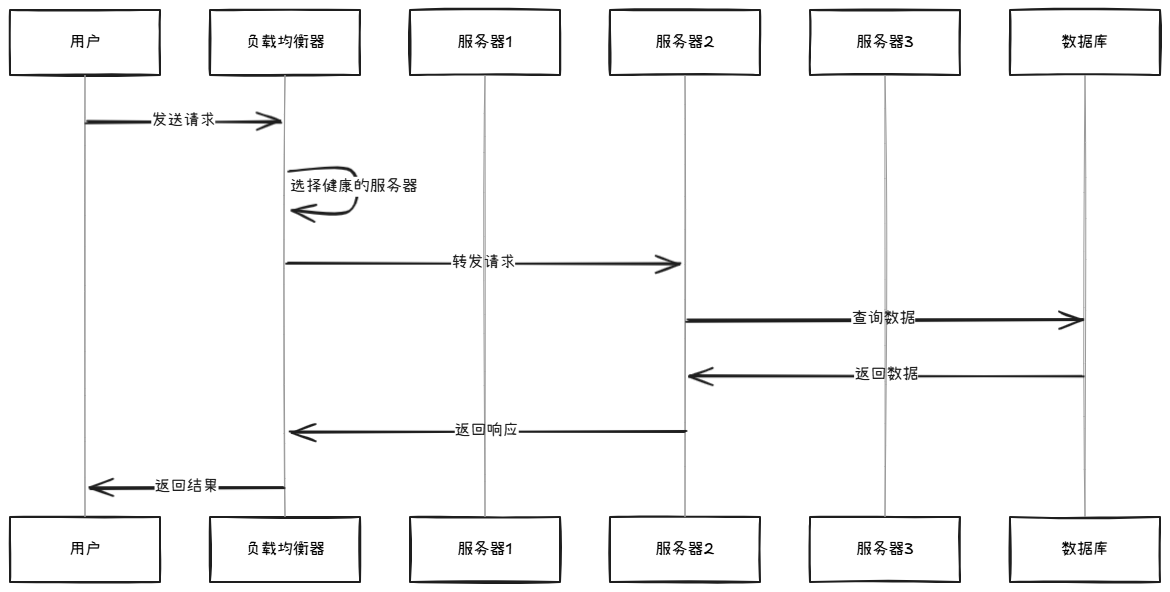 用户
负载均衡器
服务器1
服务器2
服务器3
数据库
发送请求
选择健康的服务器
转发请求
查询数据
返回数据
返回响应
返回结果
用户
负载均衡器
服务器1
服务器2
服务器3
数据库